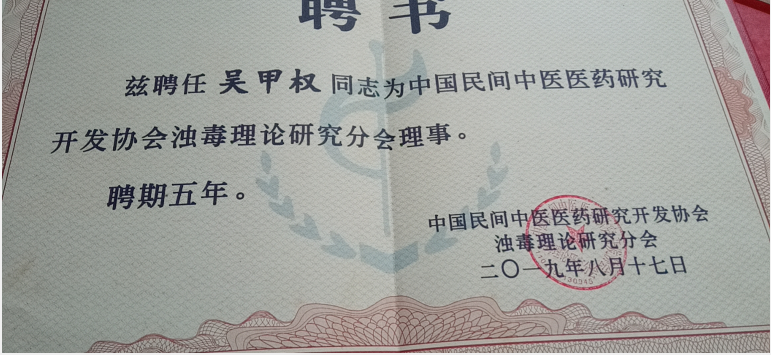 聘书
兹聘任 吴甲权 同志为中国民间中医医药研究
开发协会浊毒理论研究分会理事。
聘期五年。
中国民间中医医药研究开发协会
浊毒理论研究分会
二〇一九年八月十七日